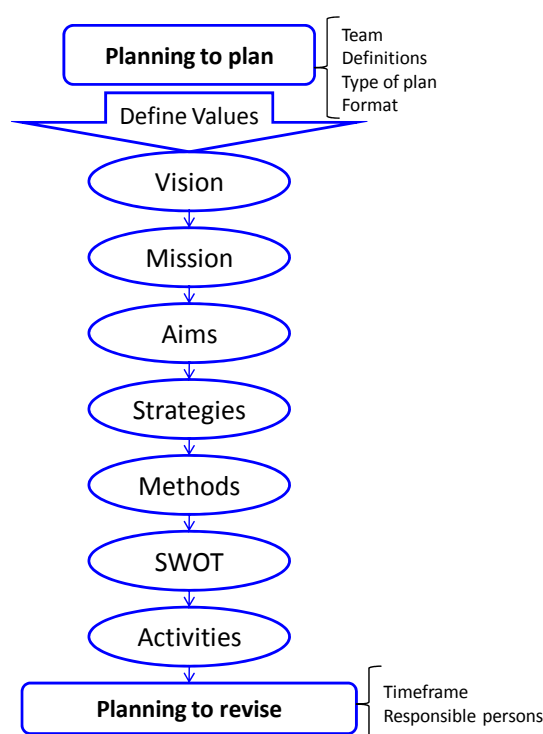 Planning to plan
Team
Definitions
Type of plan
Format
Define Values
Vision
Mission
Aims
Strategies
Methods
SWOT
Activities
Planning to revise
Timeframe
Responsible persons